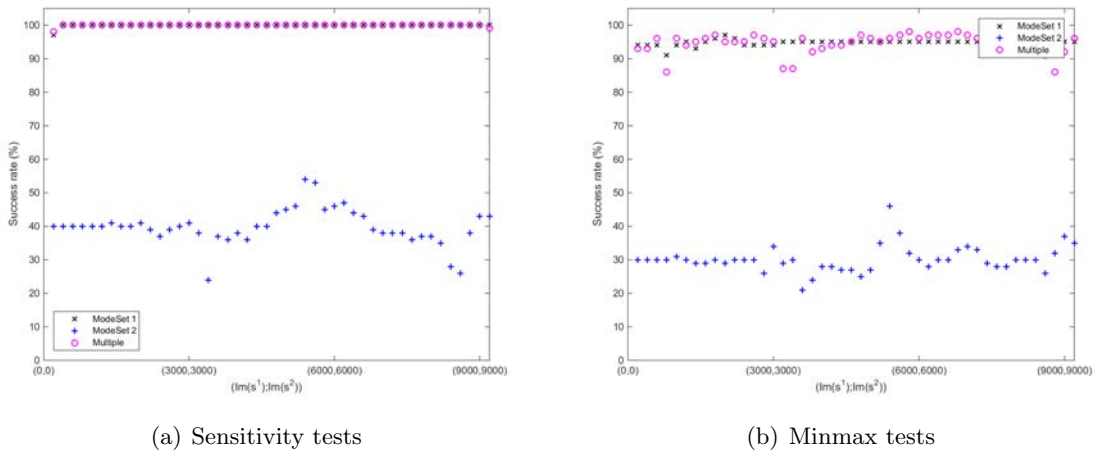 100
90
80
70
60
50
40
30
20
10
0
Success rate (%)
ModeSet 1
ModeSet 2
Multiple
(0,0)
(3000,3000)
(6000,6000)
(9000,9000)
(Im(s¹);Im(s²))
(a) Sensitivity tests
100
90
80
70
60
50
40
30
20
10
0
Success rate (%)
ModeSet 1
ModeSet 2
Multiple
(0,0)
(3000,3000)
(6000,6000)
(9000,9000)
(Im(s¹);Im(s²))
(b) Minmax tests